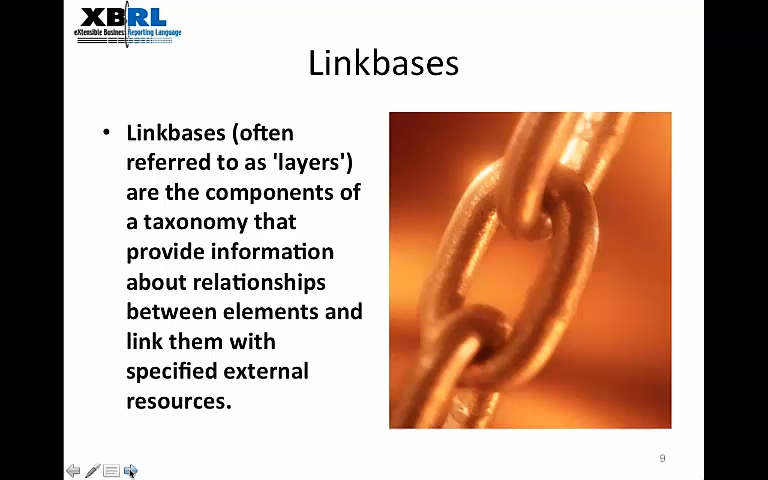 XBRL
eXtensible Business Reporting Language
Linkbases
• Linkbases (often
referred to as 'layers')
are the components of
a taxonomy that
provide information
about relationships
between elements and
link them with
specified external
resources.
9